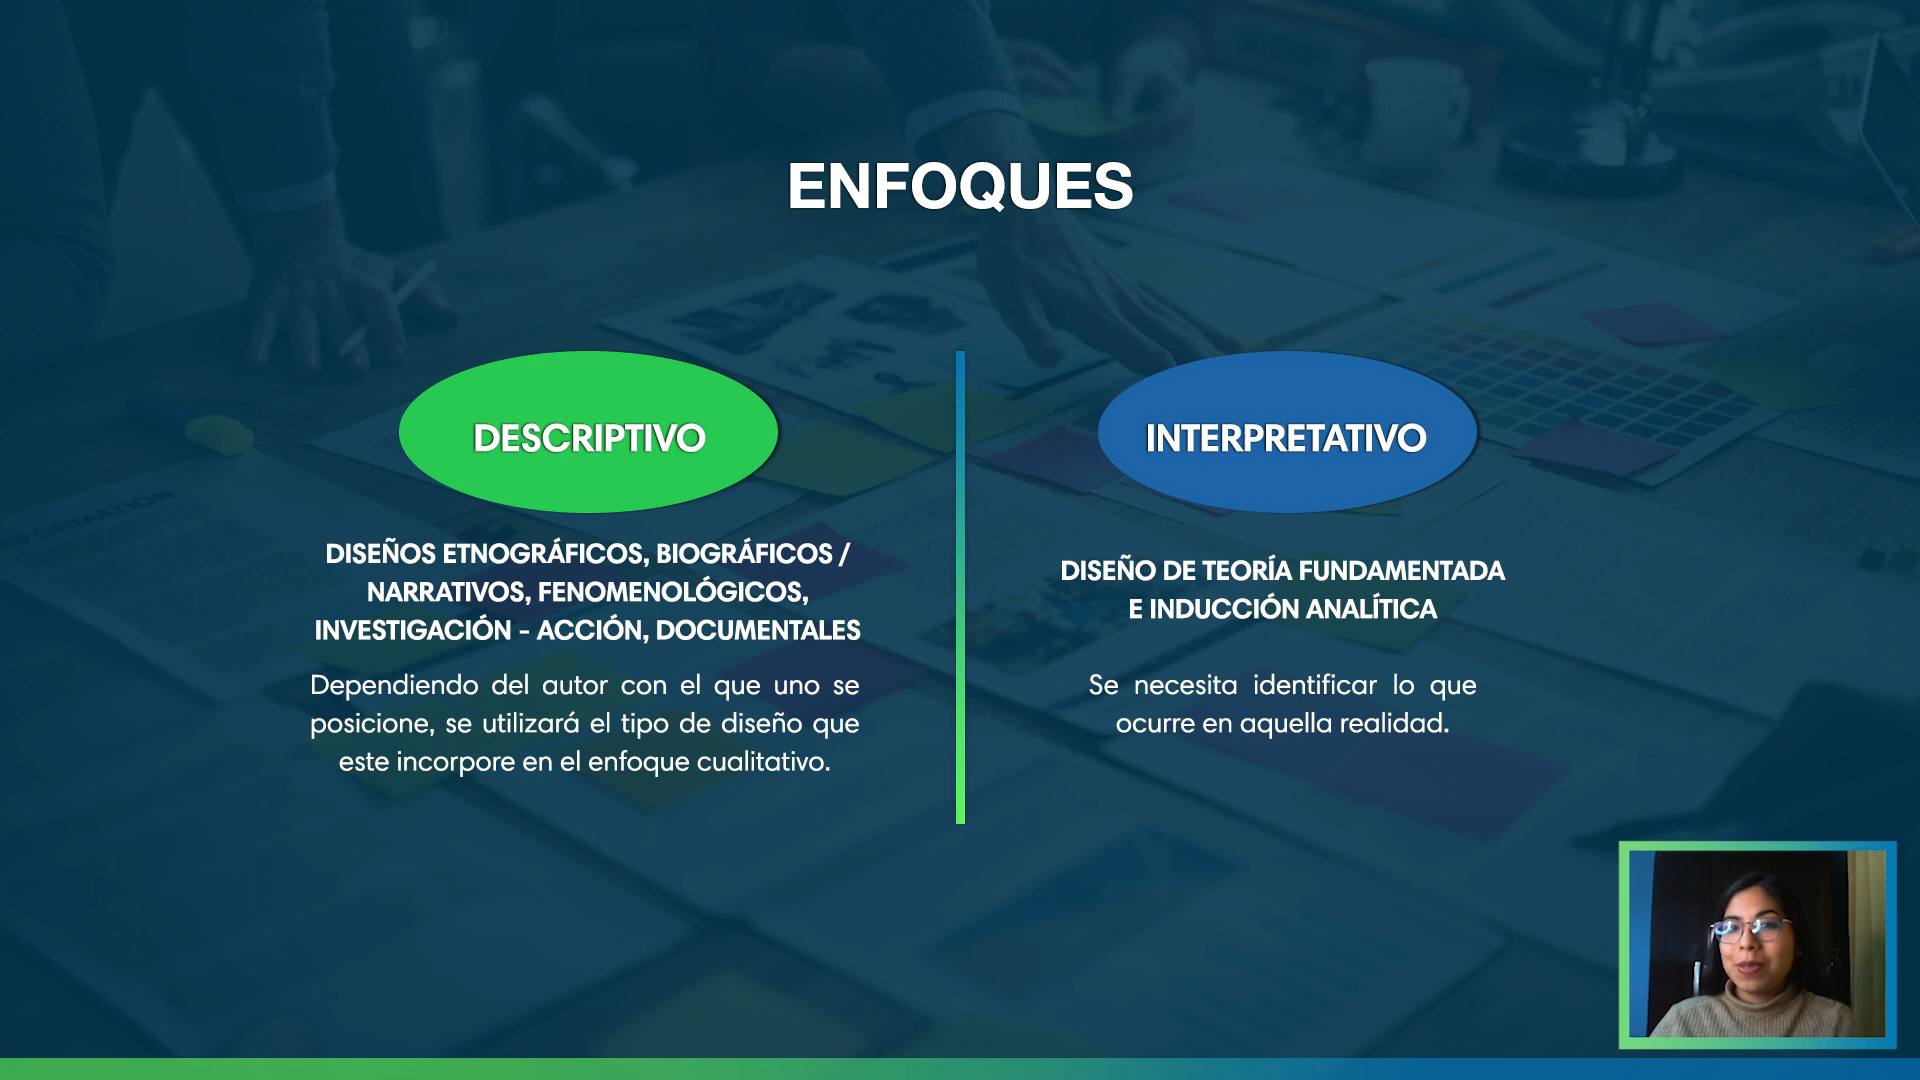 ENFOQUES
DESCRIPTIVO
DISEÑOS ETNOGRÁFICOS, BIOGRÁFICOS /
NARRATIVOS, FENOMENOLÓGICOS,
INVESTIGACIÓN - ACCIÓN, DOCUMENTALES
Dependiendo del autor con el que uno se
posicione, se utilizará el tipo de diseño que
este incorpore en el enfoque cualitativo.
INTERPRETATIVO
DISEÑO DE TEORÍA FUNDAMENTADA
E INDUCCIÓN ANALÍTICA
Se necesita identificar lo que
ocurre en aquella realidad.
INFORMATION